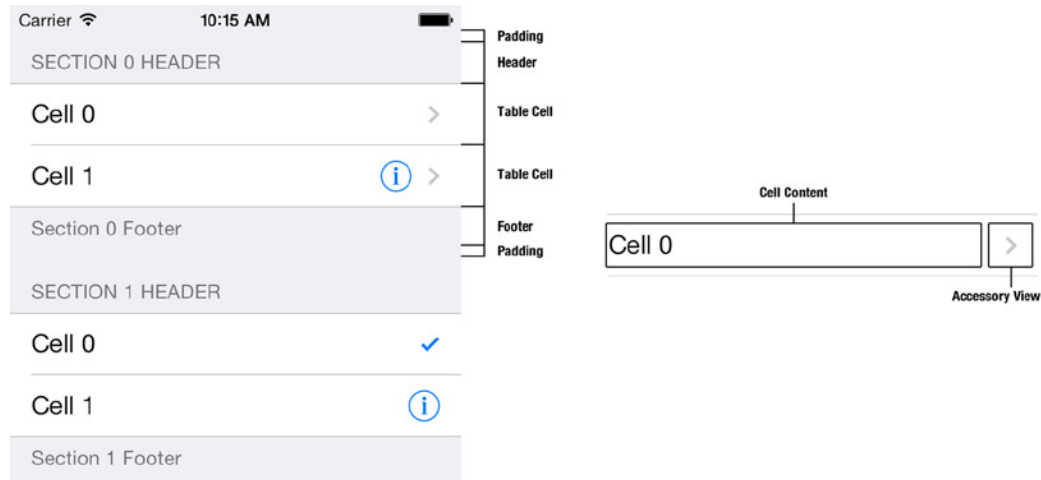 Carrier 10:15 AM
Padding
SECTION 0 HEADER
Header
Cell 0
Table Cell
Cell 1
Table Cell
Section 0 Footer
Footer
Padding
SECTION 1 HEADER
Cell 0
Cell 1
Section 1 Footer
Cell Content
Cell 0
Accessory View